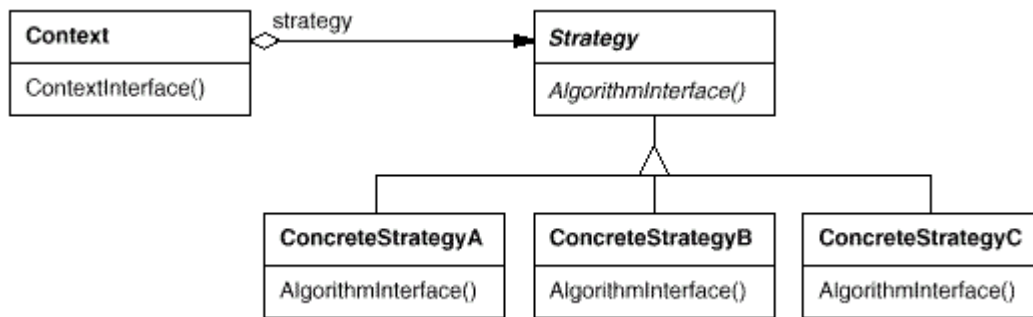 strategy
Context
Strategy
ContextInterface()
AlgorithmInterface()
ConcreteStrategyA
ConcreteStrategyB
ConcreteStrategyC
AlgorithmInterface()
AlgorithmInterface()
AlgorithmInterface()